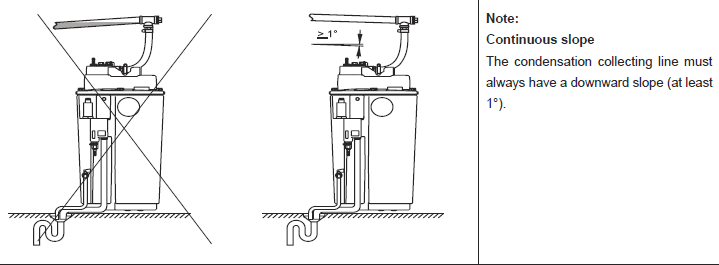 ≥ 1°
Note:
Continuous slope
The condensation collecting line must
always have a downward slope (at least
1°).